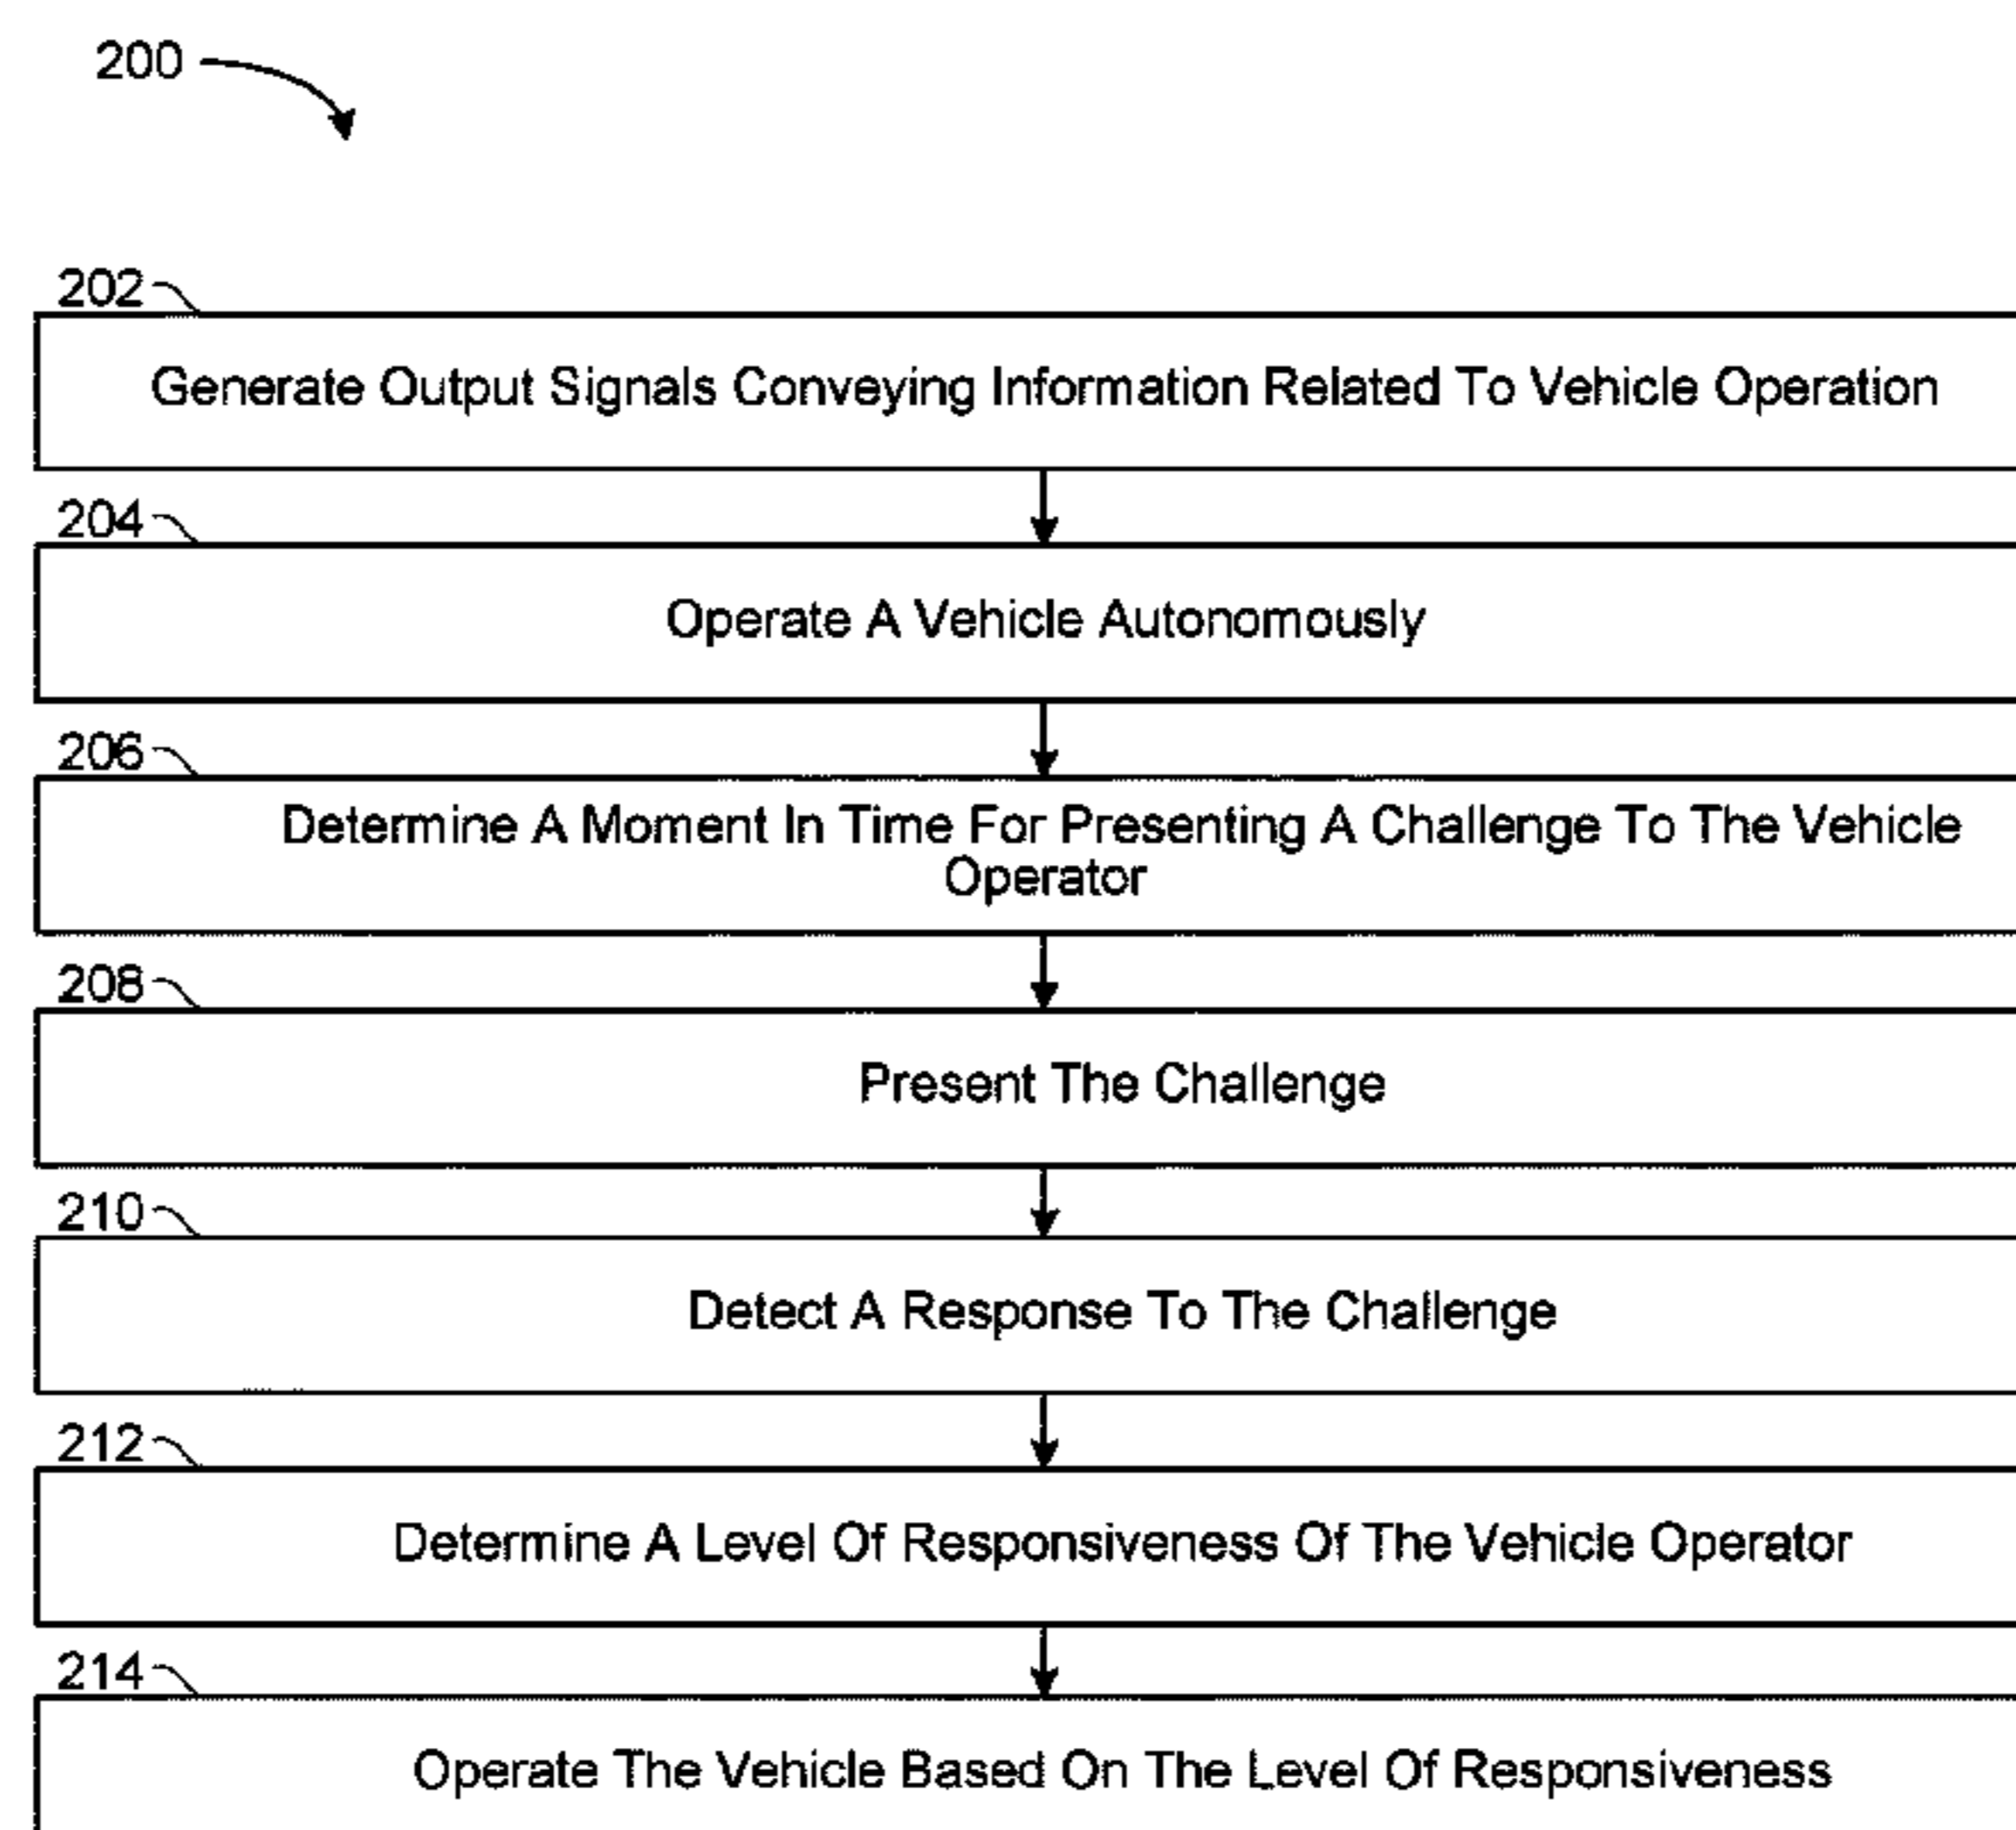 200
202
Generate Output Signals Conveying Information Related To Vehicle Operation
204
Operate A Vehicle Autonomously
206
Determine A Moment In Time For Presenting A Challenge To The Vehicle
Operator
208
Present The Challenge
210
Detect A Response To The Challenge
212
Determine A Level Of Responsiveness Of The Vehicle Operator
214
Operate The Vehicle Based On The Level Of Responsiveness